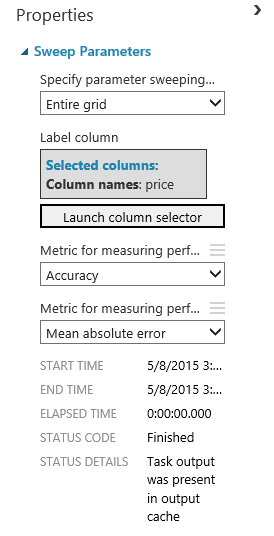 Properties
Sweep Parameters
Specify parameter sweeping...
Entire grid
Label column
Selected columns:
Column names: price
Launch column selector
Metric for measuring perf...
Accuracy
Metric for measuring perf...
Mean absolute error
START TIME 5/8/2015 3:...
END TIME 5/8/2015 3:...
ELAPSED TIME 0:00:00.000
STATUS CODE Finished
STATUS DETAILS Task output
was present
in output
cache